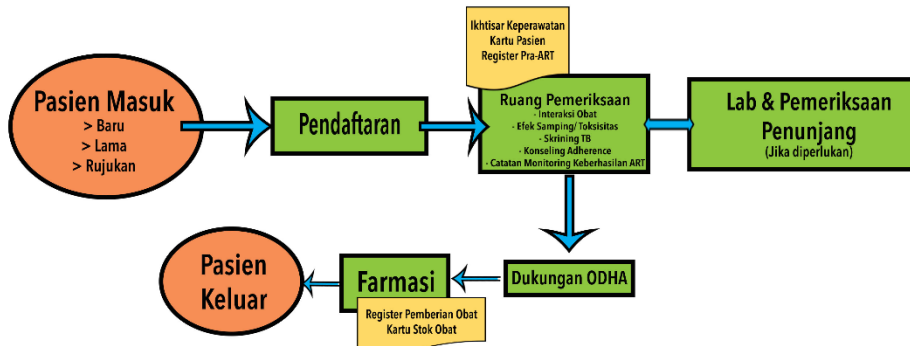 Ikhtisar Keperawatan
Kartu Pasien
Register Pra-ART
Pasien Masuk
> Baru
> Lama
> Rujukan
Pendaftaran
Ruang Pemeriksaan
- Interaksi Obat
- Efek Samping/ Toksisitas
- Skrining TB
- Konseling Adherence
- Catatan Monitoring Keberhasilan ART
Lab & Pemeriksaan
Penunjang
(Jika diperlukan)
Dukungan ODHA
Farmasi
Register Pemberian Obat
Kartu Stok Obat
Pasien
Keluar